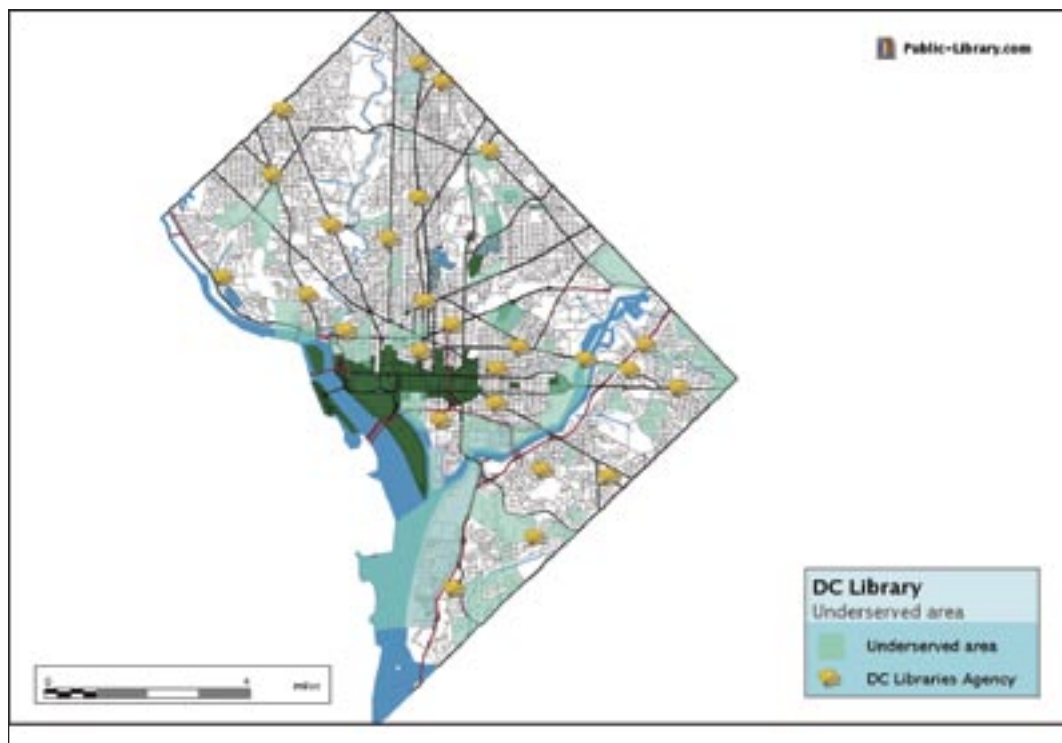 Public-Library.com
DC Library
Underserved area
Underserved area
DC Libraries Agency
0 4
miles